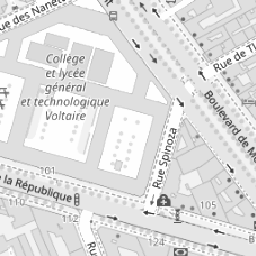 Rue des Nanet
Collège
et lycée
général
et technologique
Voltaire
Rue de T
Boulevard de M
Rue Spinoza
101
e la République
110
112
105
124
Ru